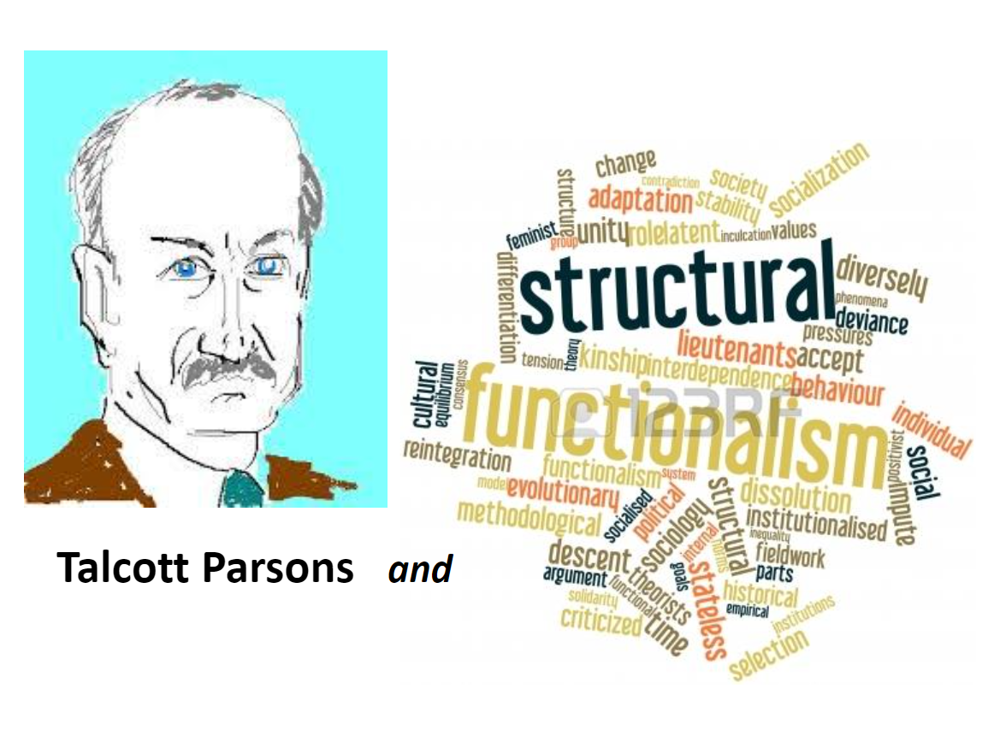 change
contradiction
society
socialization
structure
adaptation
stability
feminist
group
unity
role
latent
inculcation
values
structural
differentiation
diversely
phenomena
deviance
pressures
lieutenants
accept
tension
theory
kinship
interdependence
behaviour
cultural
equilibrium
consensus
functionalism
123RF
individual
positivist
social
impute
reintegration
functionalism
system
model
evolutionary
dissolution
methodological
socialised
political
sociology
structural
institutionalised
inequality
internal
norms
fieldwork
descent
parts
argument
goals
stateless
theorists
functional
historical
solidarity
empirical
criticized
time
institutions
selection
Talcott Parsons and